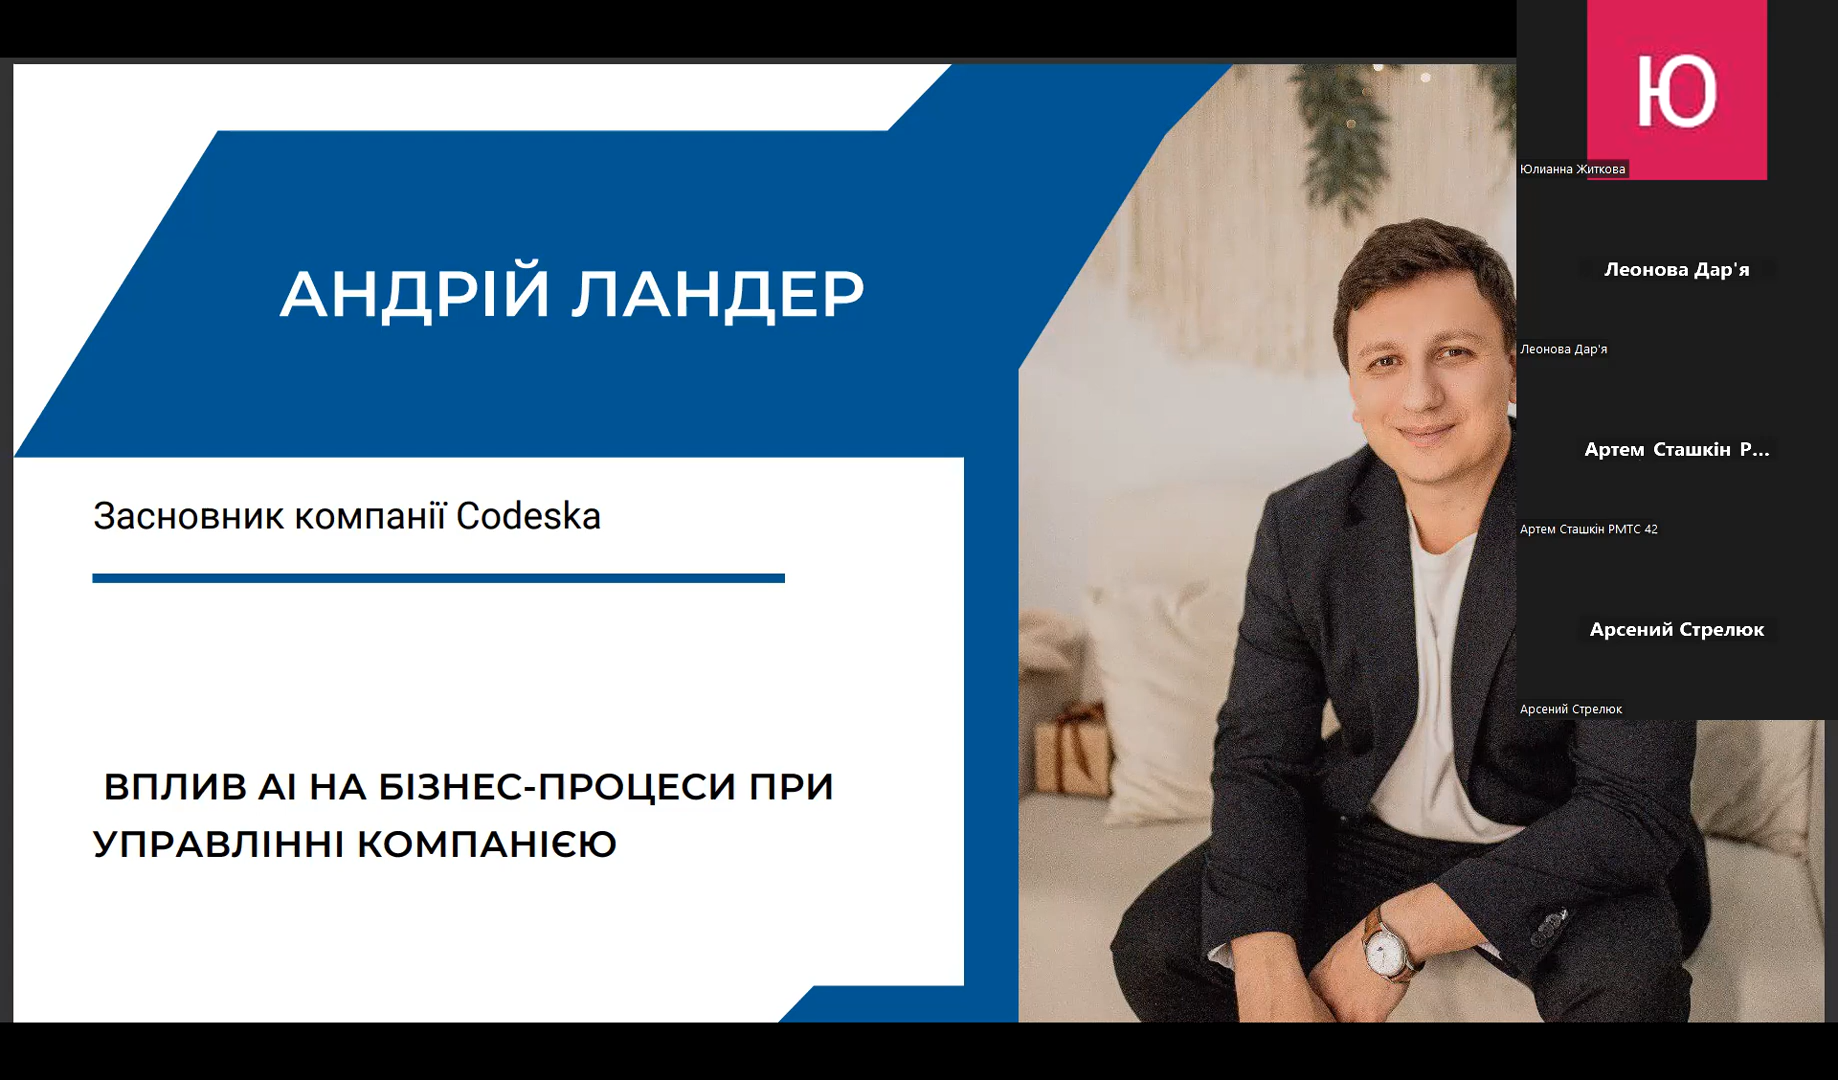 АНДРІЙ ЛАНДЕР
Засновник компанії Codeska
ВПЛИВ АІ НА БІЗНЕС-ПРОЦЕСИ ПРИ
УПРАВЛІННІ КОМПАНІЄЮ
Ю
Юлианна Житкова
Леонова Дар'я
Леонова Дар'я
Артем Сташкін Р...
Артем Сташкін РМТС 42
Арсений Стрелюк
Арсений Стрелюк